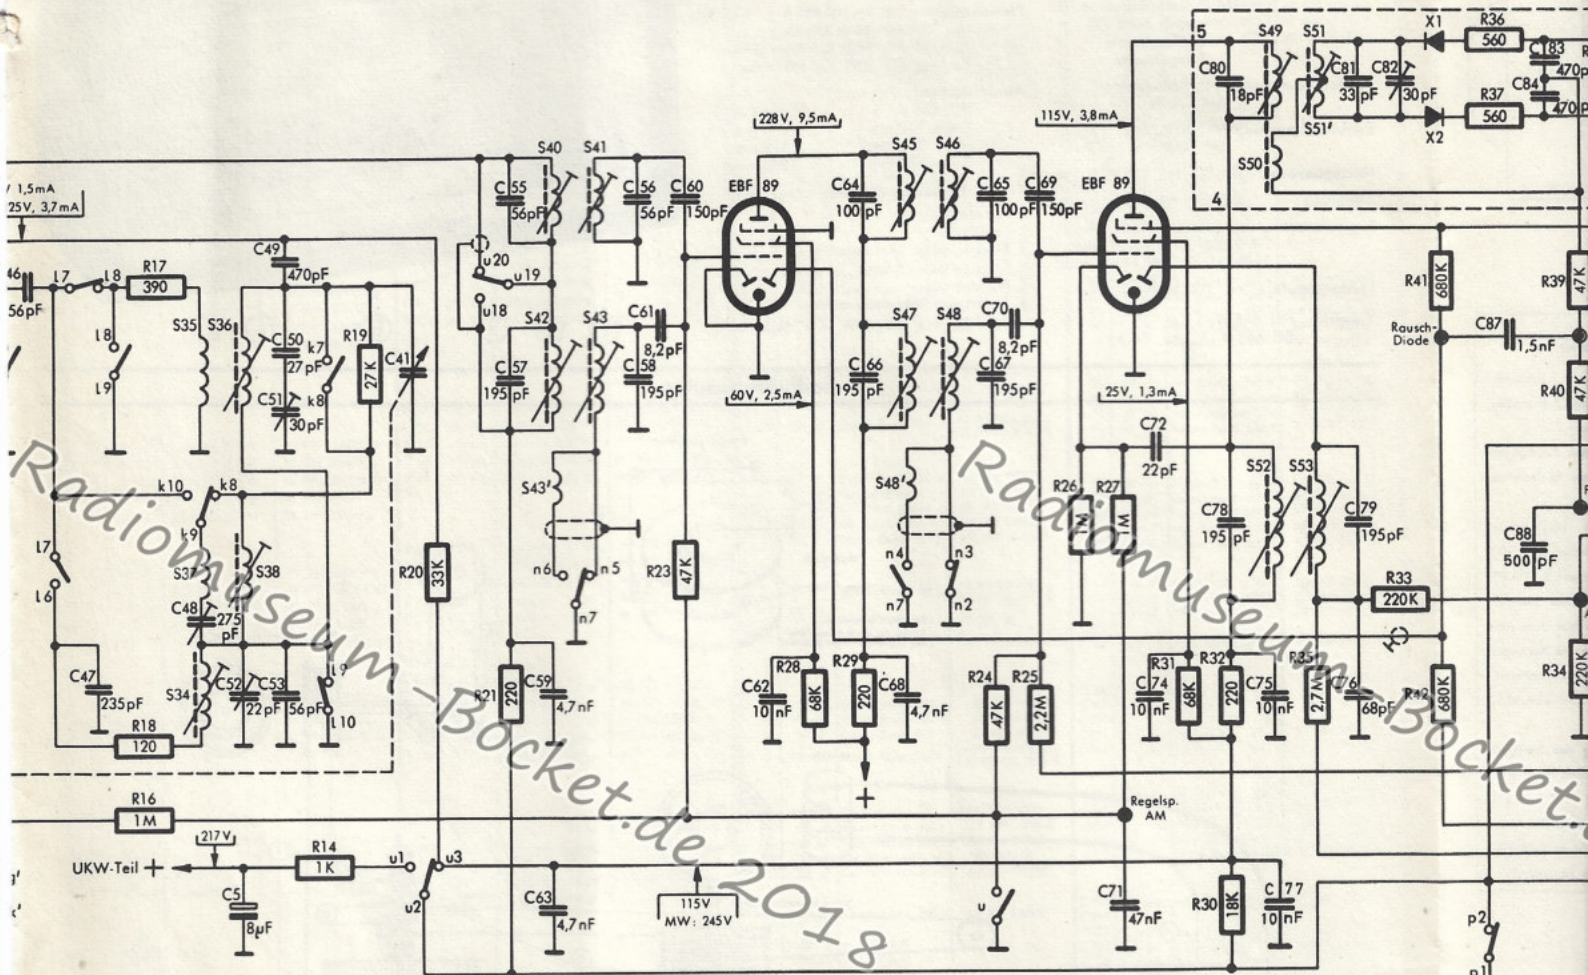 5
S49
S51
X1
R36
560
C83
470p
C80
18pF
C81
33pF
C82
30pF
C84
470p
R37
560
S51'
X2
S50
4
115V, 3,8mA
228V, 9,5mA
S40
S41
S45
S46
1,5mA
25V, 3,7mA
C55
56pF
C56
56pF
C60
150pF
EBF 89
C64
100pF
C65
100pF
C69
150pF
EBF 89
C49
470pF
u20
u19
u18
46
56pF
l7
l8
R17
390
R41
680K
R39
47K
S35
S36
C50
27pF
k7
k8
R19
27K
C41
C51
30pF
l8
l9
S42
S43
C61
8,2pF
C57
195pF
C58
195pF
60V, 2,5mA
S47
S48
C70
8,2pF
C66
195pF
C67
195pF
25V, 1,3mA
Rausch-
Diode
C87
1,5nF
R40
47K
C72
22pF
k10
k8
k9
S43'
S48'
R26
1M
R27
1M
S52
S53
C78
195pF
C79
195pF
C88
500pF
l7
l6
S37
S38
R20
33K
n6
n5
n7
R23
47K
n4
n3
n7
n2
R33
220K
C48
275
pF
C47
235pF
S34
C52
22pF
C53
56pF
l9
l10
R18
120
R21
220
C59
4,7nF
C62
10nF
R28
68K
R29
220
C68
4,7nF
R24
47K
R25
2,2M
C74
10nF
R31
68K
R32
220
C75
10nF
R35
2,7M
C76
68pF
R42
680K
R34
220K
+
R16
1M
Regelsp.
AM
217V
UKW-Teil +
R14
1K
u1
u3
u2
C5
8µF
C63
4,7nF
115V
MW: 245V
u
C71
47nF
R30
18K
C77
10nF
p2
p1
Radiomuseum-Bocket.de 2018
Radiomuseum-Bocket.